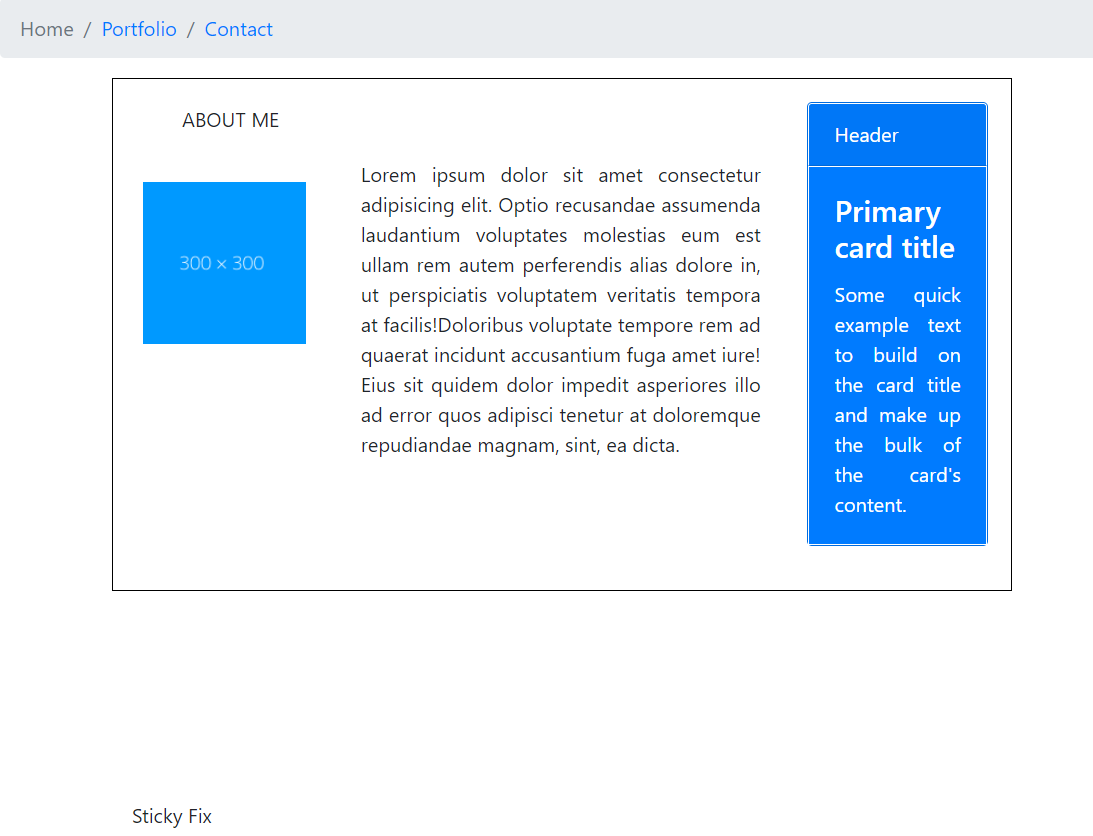 Home / Portfolio / Contact
ABOUT ME
300 × 300
Lorem ipsum dolor sit amet consectetur
adipisicing elit. Optio recusandae assumenda
laudantium voluptates molestias eum est
ullam rem autem perferendis alias dolore in,
ut perspiciatis voluptatem veritatis tempora
at facilis!Doloribus voluptate tempore rem ad
quaerat incidunt accusantium fuga amet iure!
Eius sit quidem dolor impedit asperiores illo
ad error quos adipisci tenetur at doloremque
repudiandae magnam, sint, ea dicta.
Header
Primary
card title
Some quick
example text
to build on
the card title
and make up
the bulk of
the card's
content.
Sticky Fix